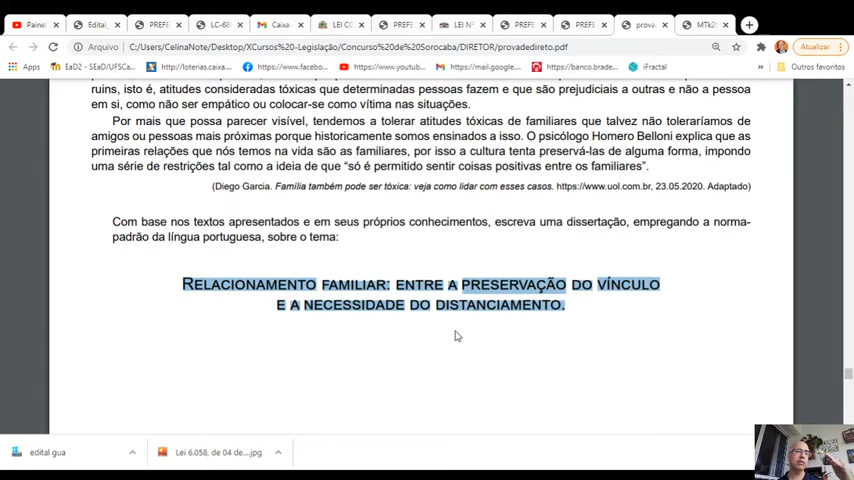 Painel
Edital_
PREFE
LC-68
Caixa
LEI CO
PREFE
LEI Nº
PREFE
PREFE
prova
MTk2
Arquivo | C:/Users/CelinaNote/Desktop/XCursos%20-Legislação/Concurso%20de%20Sorocaba/DIRETOR/provadedireto.pdf
Atualizar
Apps
EaD2 - SEaD/UFSCa...
http://loterias.caixa...
https://www.facebo...
https://www.youtub...
https://mail.google....
https://banco.brade...
iFractal
Outros favoritos
ruins, isto é, atitudes consideradas tóxicas que determinadas pessoas fazem e que são prejudiciais a outras e não a pessoa
em si, como não ser empático ou colocar-se como vítima nas situações.
Por mais que possa parecer visível, tendemos a tolerar atitudes tóxicas de familiares que talvez não toleraríamos de
amigos ou pessoas mais próximas porque historicamente somos ensinados a isso. O psicólogo Homero Belloni explica que as
primeiras relações que nós temos na vida são as familiares, por isso a cultura tenta preservá-las de alguma forma, impondo
uma série de restrições tal como a ideia de que “só é permitido sentir coisas positivas entre os familiares”.
(Diego Garcia. Família também pode ser tóxica: veja como lidar com esses casos. https://www.uol.com.br, 23.05.2020. Adaptado)
Com base nos textos apresentados e em seus próprios conhecimentos, escreva uma dissertação, empregando a norma-
padrão da língua portuguesa, sobre o tema:
RELACIONAMENTO FAMILIAR: ENTRE A PRESERVAÇÃO DO VÍNCULO
E A NECESSIDADE DO DISTANCIAMENTO.
edital gua
Lei 6.058, de 04 de....jpg